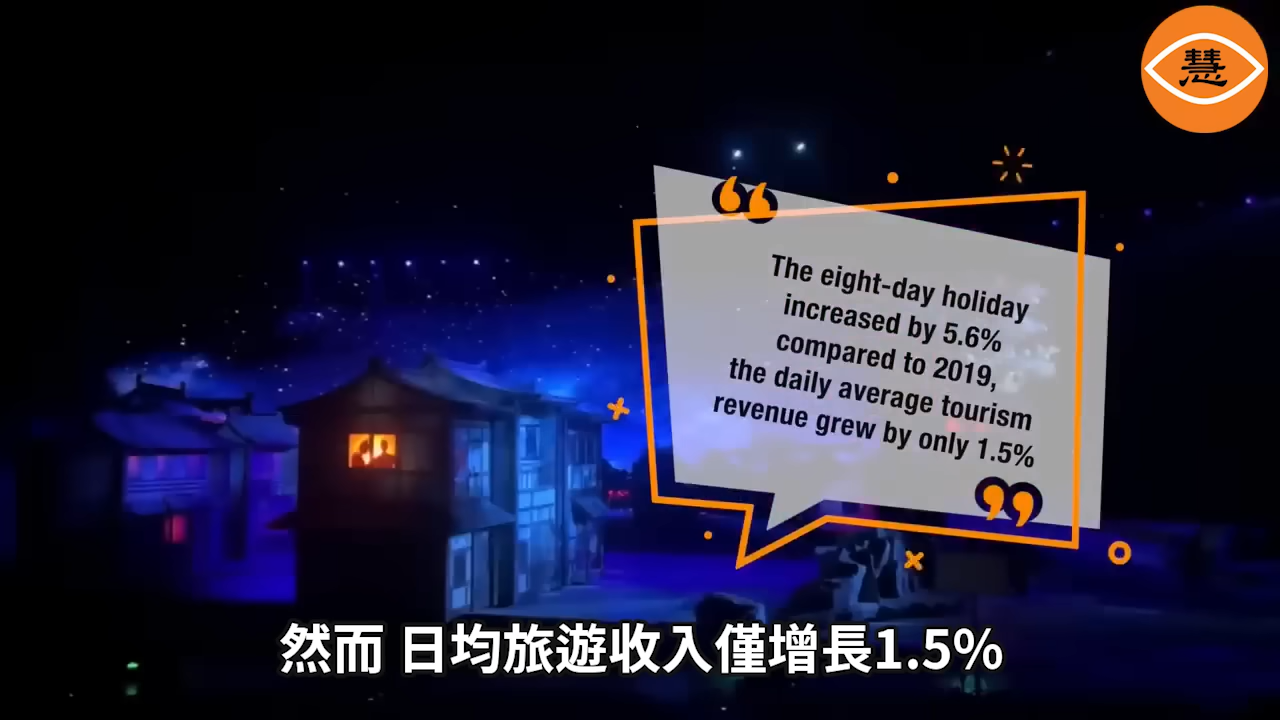 慧
The eight-day holiday
increased by 5.6%
compared to 2019,
the daily average tourism
revenue grew by only 1.5%
然而 日均旅遊收入僅增長1.5%